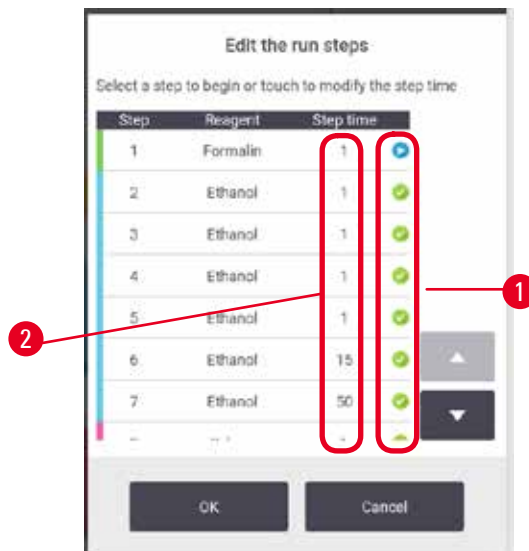 Edit the run steps
Select a step to begin or touch to modify the step time
Step Reagent Step time
1 Formalin 1
2 Ethanol 1
3 Ethanol 1
4 Ethanol 1
5 Ethanol 1
6 Ethanol 15
7 Ethanol 50
1
2
OK Cancel